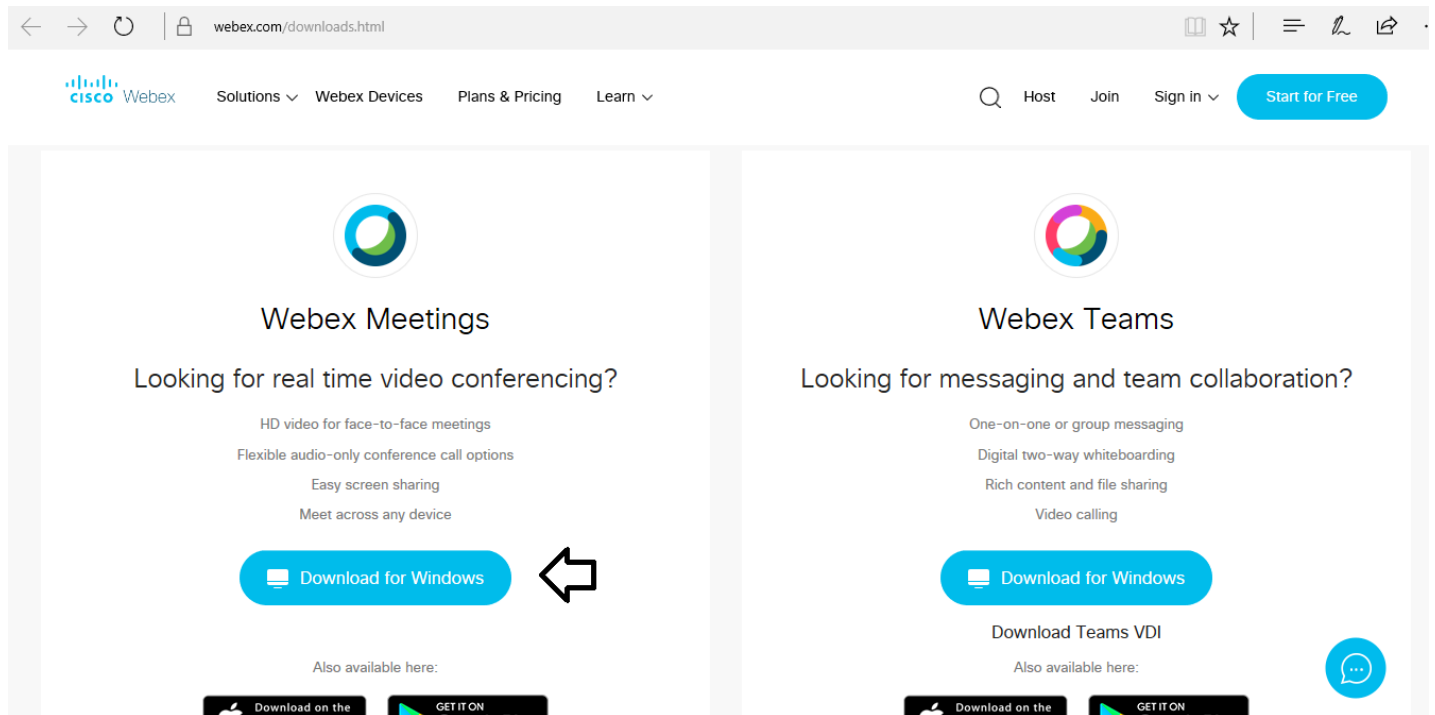 webex.com/downloads.html
CISCO Webex
Solutions
Webex Devices
Plans & Pricing
Learn
Host
Join
Sign in
Start for Free
Webex Meetings
Looking for real time video conferencing?
HD video for face-to-face meetings
Flexible audio-only conference call options
Easy screen sharing
Meet across any device
Download for Windows
Also available here:
Download on the
GET IT ON
Webex Teams
Looking for messaging and team collaboration?
One-on-one or group messaging
Digital two-way whiteboarding
Rich content and file sharing
Video calling
Download for Windows
Download Teams VDI
Also available here:
Download on the
GET IT ON